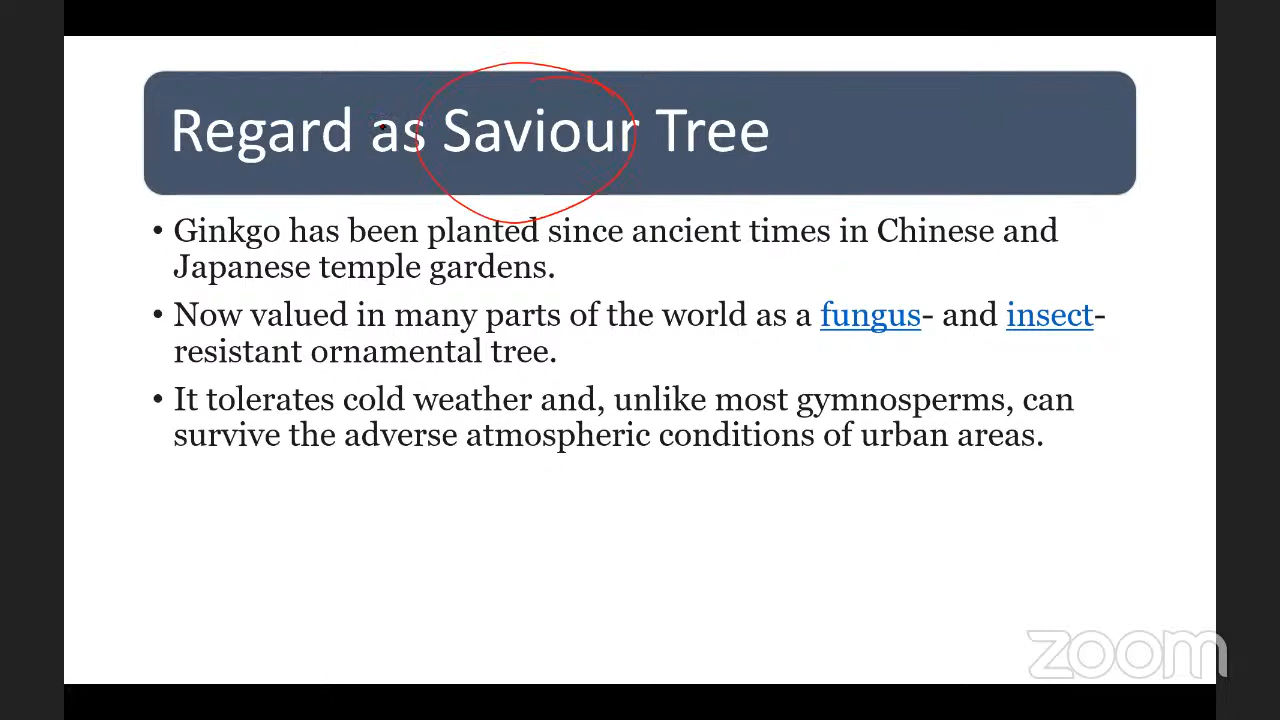 Regard as Saviour Tree
• Ginkgo has been planted since ancient times in Chinese and
Japanese temple gardens.
• Now valued in many parts of the world as a fungus- and insect-
resistant ornamental tree.
• It tolerates cold weather and, unlike most gymnosperms, can
survive the adverse atmospheric conditions of urban areas.
zoom